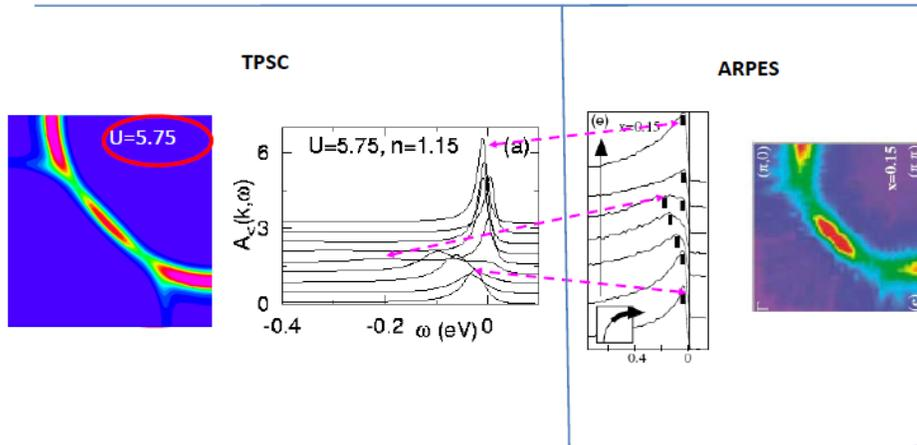 TPSC
ARPES
U=5.75
U=5.75, n=1.15
(a)
6
3
0
A<(k,ω)
-0.4
-0.2
0
ω (eV)
(e)
x=0.15
0.4
0
(π,0)
x=0.15
(π,π)
Γ